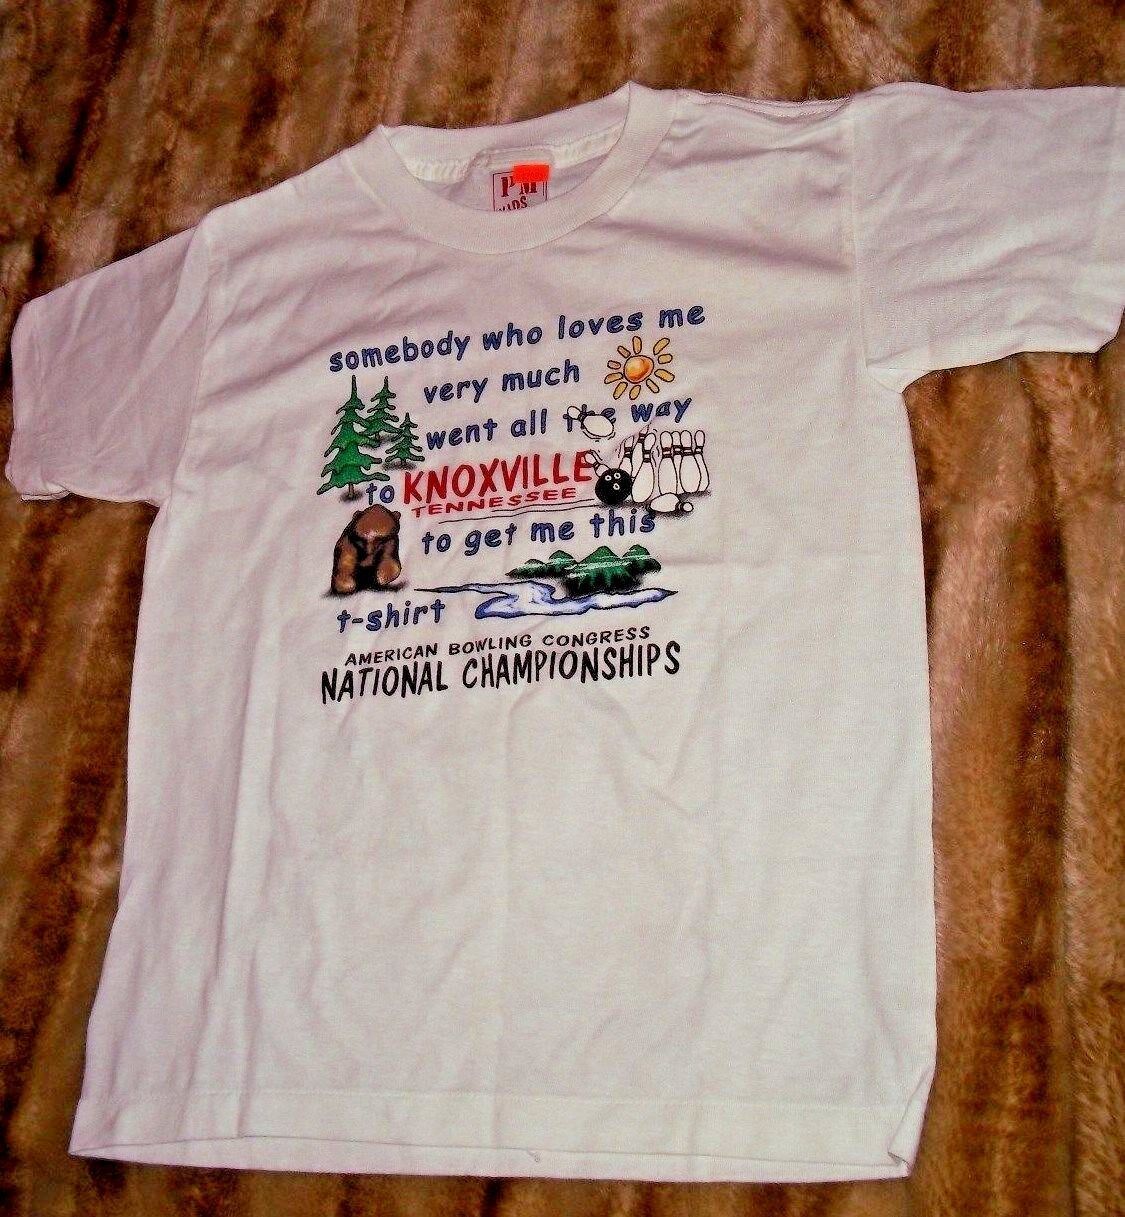 somebody who loves me
very much
went all the way
to KNOXVILLE
TENNESSEE
to get me this
t-shirt
AMERICAN BOWLING CONGRESS
NATIONAL CHAMPIONSHIPS